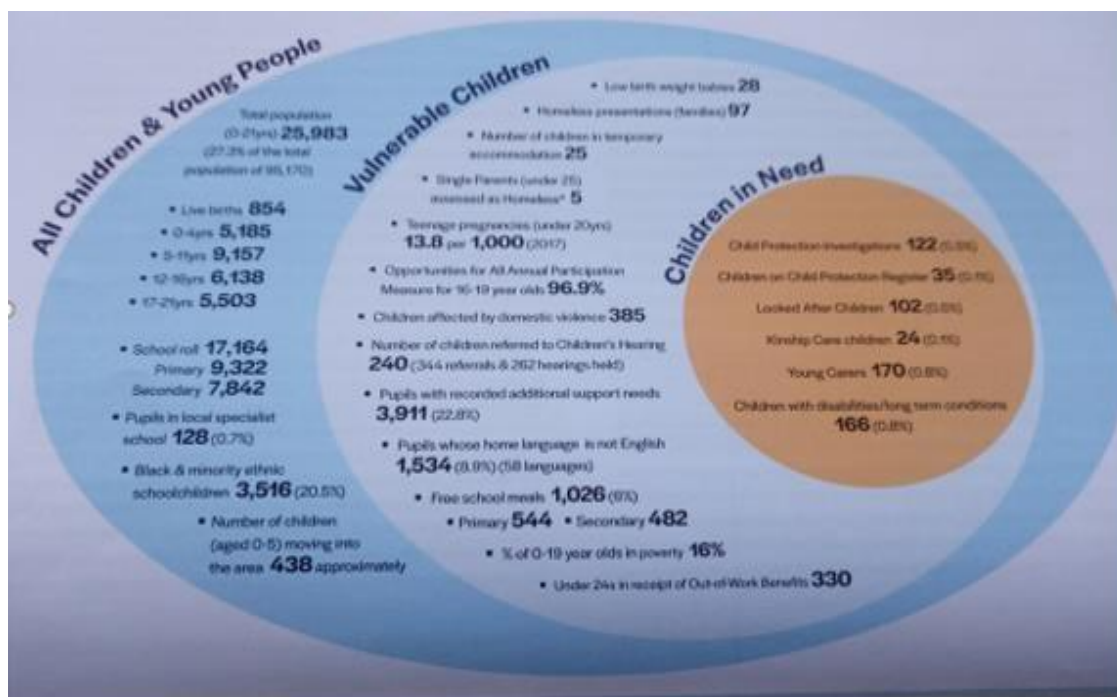 All Children & Young People
Total population
(0-21yrs) 25,983
(27.3% of the total
population of 95,170)
• Live births 854
• 0-4yrs 5,185
• 5-11yrs 9,157
• 12-16yrs 6,138
• 17-21yrs 5,503
• School roll 17,164
Primary 9,322
Secondary 7,842
• Pupils in local specialist
school 128 (0.7%)
• Black & minority ethnic
schoolchildren 3,516 (20.5%)
• Number of children
(aged 0-5) moving into
the area 438 approximately
Vulnerable Children
• Low birth weight babies 28
• Homeless presentations (families) 97
• Number of children in temporary
accommodation 25
• Single Parents (under 25)
assessed as Homeless* 5
• Teenage pregnancies (under 20yrs)
13.8 per 1,000 (2017)
• Opportunities for All Annual Participation
Measure for 16-19 year olds 96.9%
• Children affected by domestic violence 385
• Number of children referred to Children's Hearing
240 (344 referrals & 262 hearings held)
• Pupils with recorded additional support needs
3,911 (22.8%)
• Pupils whose home language is not English
1,534 (8.9%) (58 languages)
• Free school meals 1,026 (6%)
• Primary 544 • Secondary 482
• % of 0-19 year olds in poverty 16%
• Under 24s in receipt of Out-of-Work Benefits 330
Children in Need
Child Protection Investigations 122
Children on Child Protection Register 35 (0.1%)
Looked After Children 102
Kinship Care children 24 (0.1%)
Young Carers 170
Children with disabilities/long term conditions
166